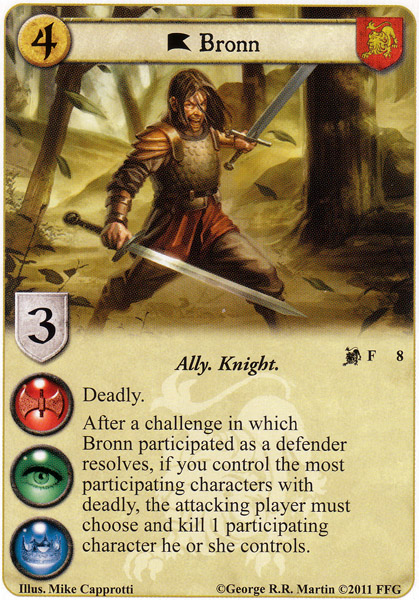 4
Bronn
3
Ally. Knight.
F 8
Deadly.
After a challenge in which
Bronn participated as a defender
resolves, if you control the most
participating characters with
deadly, the attacking player must
choose and kill 1 participating
character he or she controls.
Illus. Mike Capprotti
©George R.R. Martin ©2011 FFG